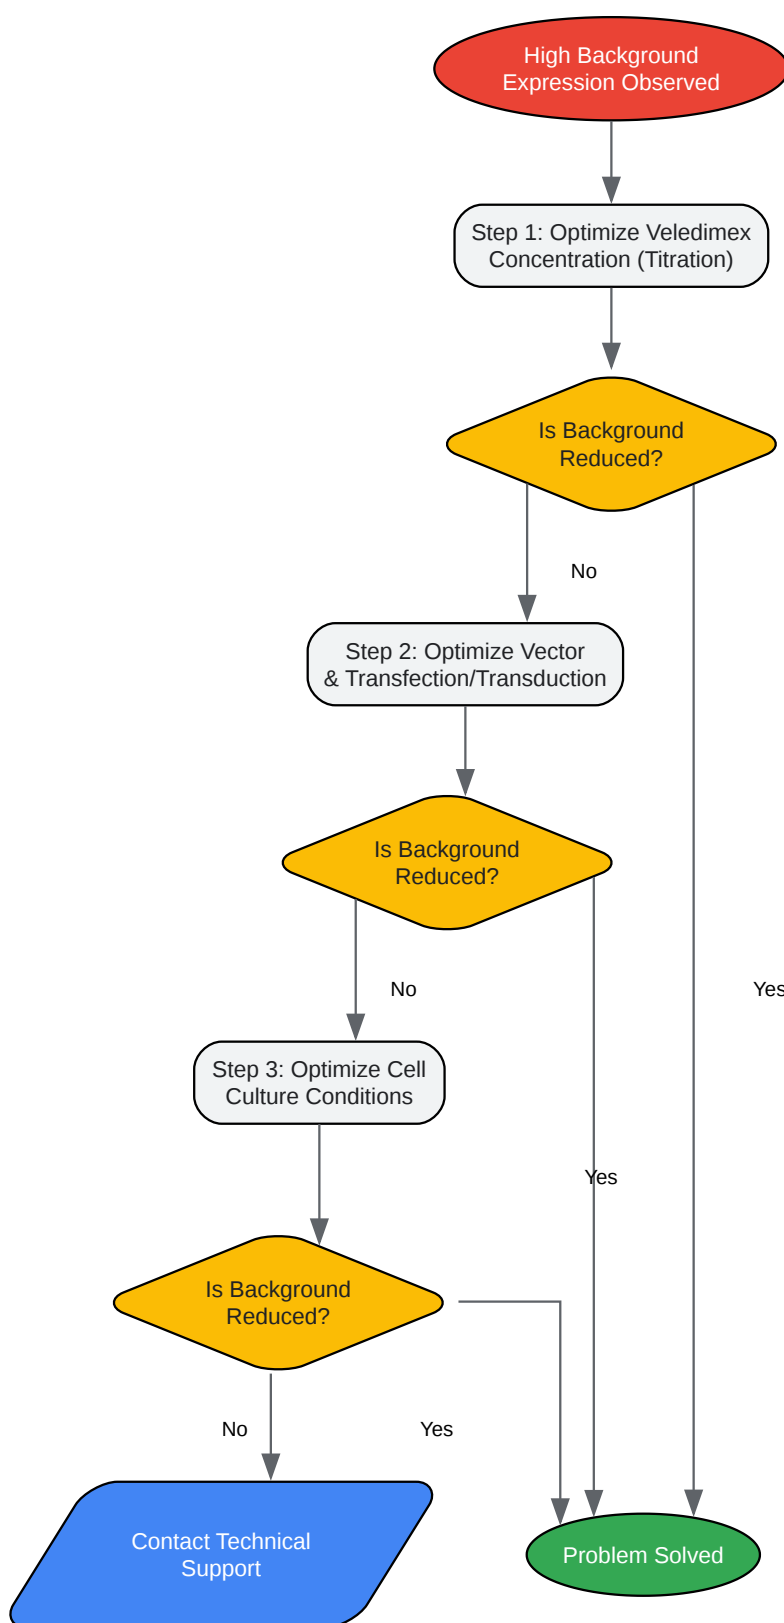 High Background
Expression Observed
Step 1: Optimize Veledimex
Concentration (Titration)
Is Background
Reduced?
No
Step 2: Optimize Vector
& Transfection/Transduction
Is Background
Reduced?
No
Yes
Step 3: Optimize Cell
Culture Conditions
Yes
Is Background
Reduced?
No
Yes
Contact Technical
Support
Problem Solved